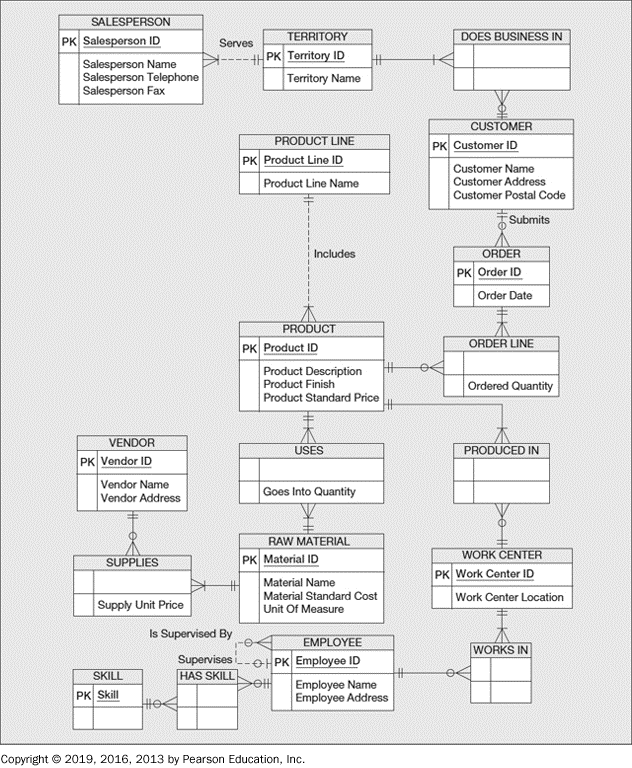 SALESPERSON
PK Salesperson ID
Salesperson Name
Salesperson Telephone
Salesperson Fax
Serves
TERRITORY
PK Territory ID
Territory Name
DOES BUSINESS IN
PRODUCT LINE
PK Product Line ID
Product Line Name
CUSTOMER
PK Customer ID
Customer Name
Customer Address
Customer Postal Code
Submits
Includes
ORDER
PK Order ID
Order Date
PRODUCT
PK Product ID
Product Description
Product Finish
Product Standard Price
ORDER LINE
Ordered Quantity
VENDOR
PK Vendor ID
Vendor Name
Vendor Address
USES
Goes Into Quantity
PRODUCED IN
SUPPLIES
Supply Unit Price
RAW MATERIAL
PK Material ID
Material Name
Material Standard Cost
Unit Of Measure
WORK CENTER
PK Work Center ID
Work Center Location
Is Supervised By
Supervises
EMPLOYEE
PK Employee ID
Employee Name
Employee Address
WORKS IN
SKILL
PK Skill
HAS SKILL
Copyright © 2019, 2016, 2013 by Pearson Education, Inc.